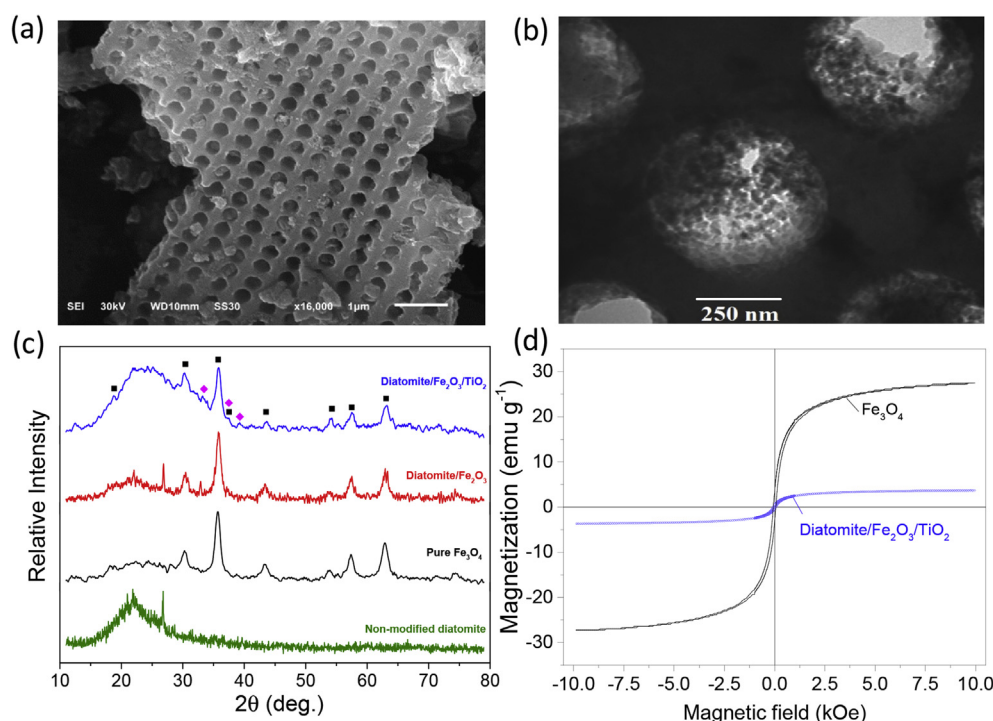 (a)
SEI 30kV WD10mm SS30 x16,000 1μm
(b)
250 nm
(c)
Relative Intensity
Diatomite/Fe₂O₃/TiO₂
Diatomite/Fe₂O₃
Pure Fe₃O₄
Non-modified diatomite
10 20 30 40 50 60 70 80
2θ (deg.)
(d)
Magnetization (emu g⁻¹)
30
20
10
0
-10
-20
-30
Fe₃O₄
Diatomite/Fe₂O₃/TiO₂
-10.0 -7.5 -5.0 -2.5 0.0 2.5 5.0 7.5 10.0
Magnetic field (kOe)